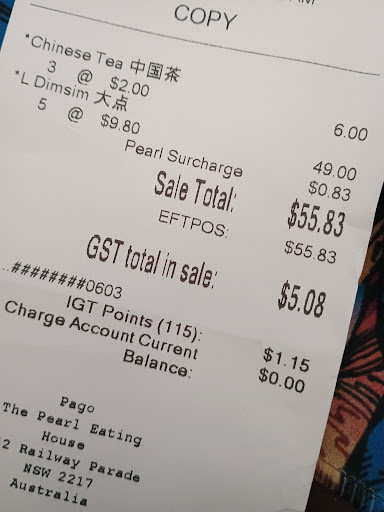 COPY
*Chinese Tea 中国茶
3 @ $2.00 6.00
*L Dimsim 大点
5 @ $9.80 49.00
Pearl Surcharge $0.83
Sale Total: $55.83
EFTPOS: $55.83
GST total in sale: $5.08
..########0603
IGT Points (115): $1.15
Charge Account Current
Balance: $0.00
Pago
The Pearl Eating
House
2 Railway Parade
NSW 2217
Australia